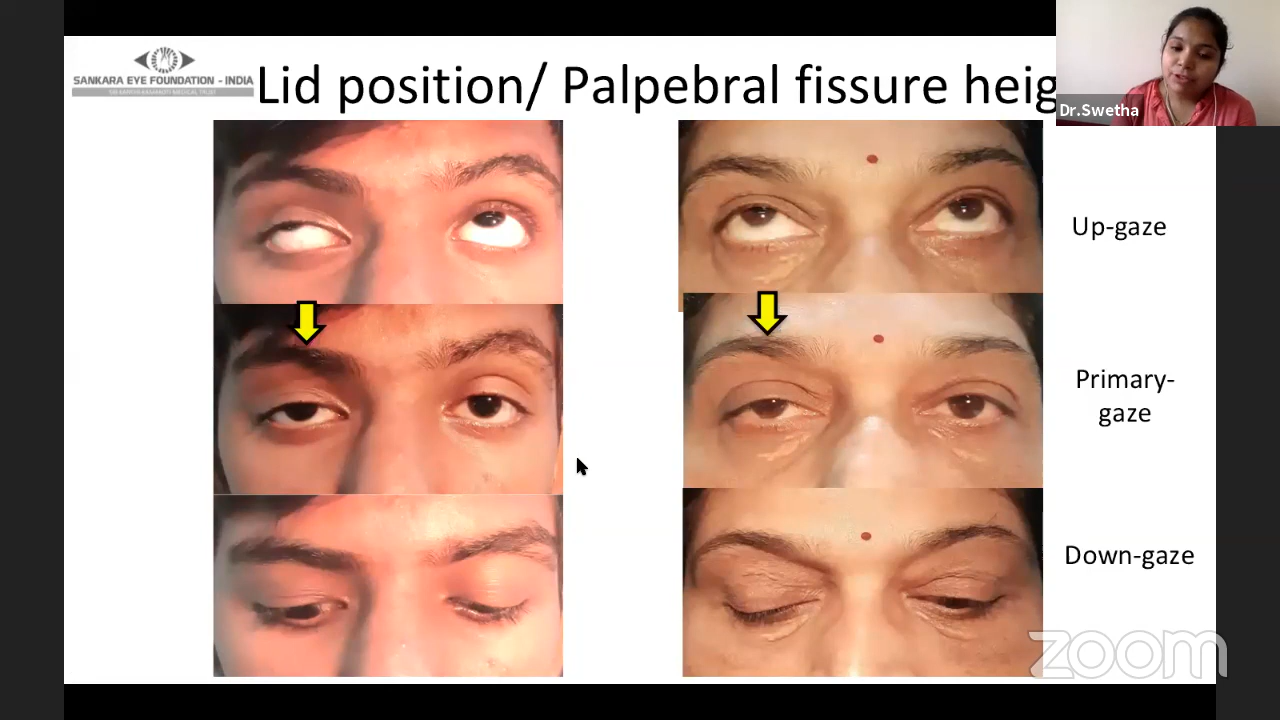 SANKARA EYE FOUNDATION - INDIA
Lid position/ Palpebral fissure heig
Dr.Swetha
Up-gaze
Primary-
gaze
Down-gaze
zoom